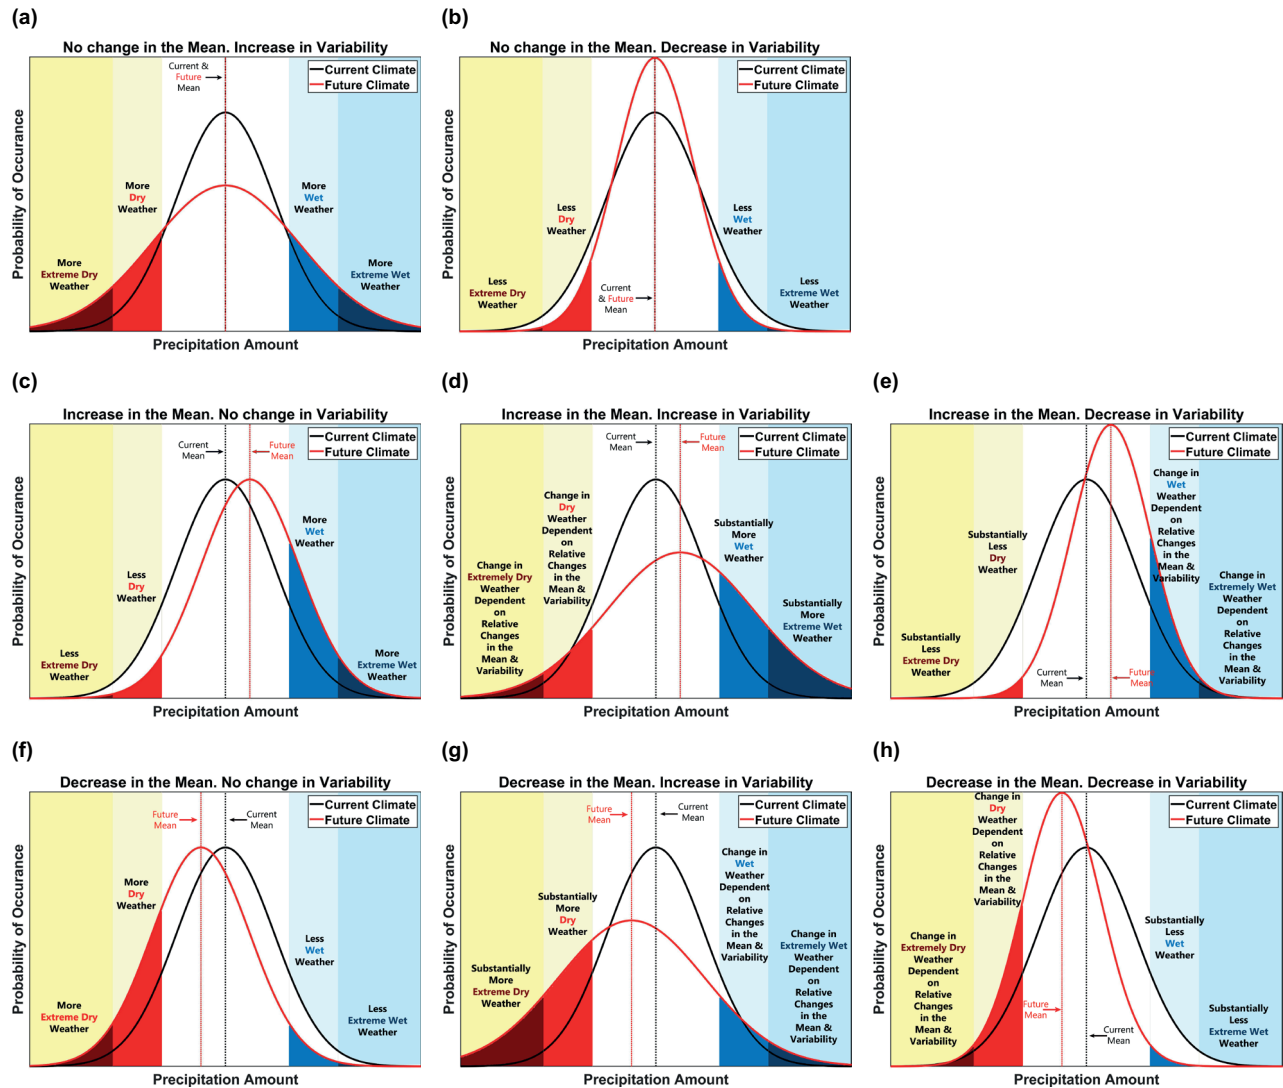 (a)
No change in the Mean. Increase in Variability
Current &
Future
Mean
Current Climate
Future Climate
More
Dry
Weather
More
Wet
Weather
More
Extreme Dry
Weather
More
Extreme Wet
Weather
Probability of Occurance
Precipitation Amount
(b)
No change in the Mean. Decrease in Variability
Current Climate
Future Climate
Less
Dry
Weather
Less
Wet
Weather
Less
Extreme Dry
Weather
Current
& Future
Mean
Less
Extreme Wet
Weather
Probability of Occurance
Precipitation Amount
(c)
Increase in the Mean. No change in Variability
Current
Mean
Future
Mean
Current Climate
Future Climate
More
Wet
Weather
Less
Dry
Weather
Less
Extreme Dry
Weather
More
Extreme Wet
Weather
Probability of Occurance
Precipitation Amount
(d)
Increase in the Mean. Increase in Variability
Current
Mean
Future
Mean
Current Climate
Future Climate
Change in
Dry
Weather
Dependent
on
Relative
Changes
in the
Mean &
Variability
Substantially
More
Wet
Weather
Change in
Extremely Dry
Weather
Dependent
on
Relative
Changes
in the
Mean &
Variability
Substantially
More
Extreme Wet
Weather
Probability of Occurance
Precipitation Amount
(e)
Increase in the Mean. Decrease in Variability
Current Climate
Future Climate
Change in
Wet
Weather
Dependent
on
Relative
Changes
in the
Mean &
Variability
Substantially
Less
Dry
Weather
Change in
Extremely Wet
Weather
Dependent
on
Relative
Changes
in the
Mean &
Variability
Substantially
Less
Extreme Dry
Weather
Current
Mean
Future
Mean
Probability of Occurance
Precipitation Amount
(f)
Decrease in the Mean. No change in Variability
Future
Mean
Current
Mean
Current Climate
Future Climate
More
Dry
Weather
Less
Wet
Weather
More
Extreme Dry
Weather
Less
Extreme Wet
Weather
Probability of Occurance
Precipitation Amount
(g)
Decrease in the Mean. Increase in Variability
Future
Mean
Current
Mean
Current Climate
Future Climate
Change in
Wet
Weather
Dependent
on
Relative
Changes
in the
Mean &
Variability
Substantially
More
Dry
Weather
Substantially
More
Extreme Dry
Weather
Change in
Extremely Wet
Weather
Dependent
on
Relative
Changes
in the
Mean &
Variability
Probability of Occurance
Precipitation Amount
(h)
Decrease in the Mean. Decrease in Variability
Current Climate
Future Climate
Change in
Dry
Weather
Dependent
on
Relative
Changes
in the
Mean &
Variability
Substantially
Less
Wet
Weather
Change in
Extremely Dry
Weather
Dependent
on
Relative
Changes
in the
Mean &
Variability
Future
Mean
Current
Mean
Substantially
Less
Extreme Wet
Weather
Probability of Occurance
Precipitation Amount